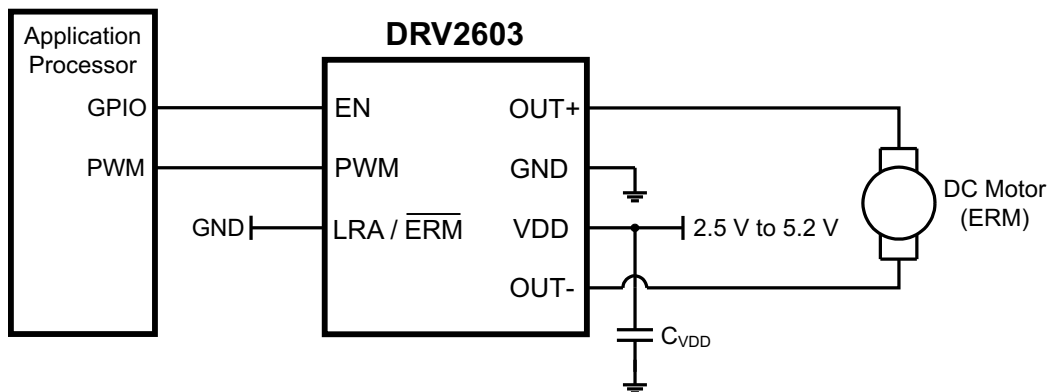 Application
Processor
GPIO
PWM
GND
DRV2603
EN
PWM
LRA / ERM
OUT+
GND
VDD
OUT-
2.5 V to 5.2 V
CVDD
DC Motor
(ERM)